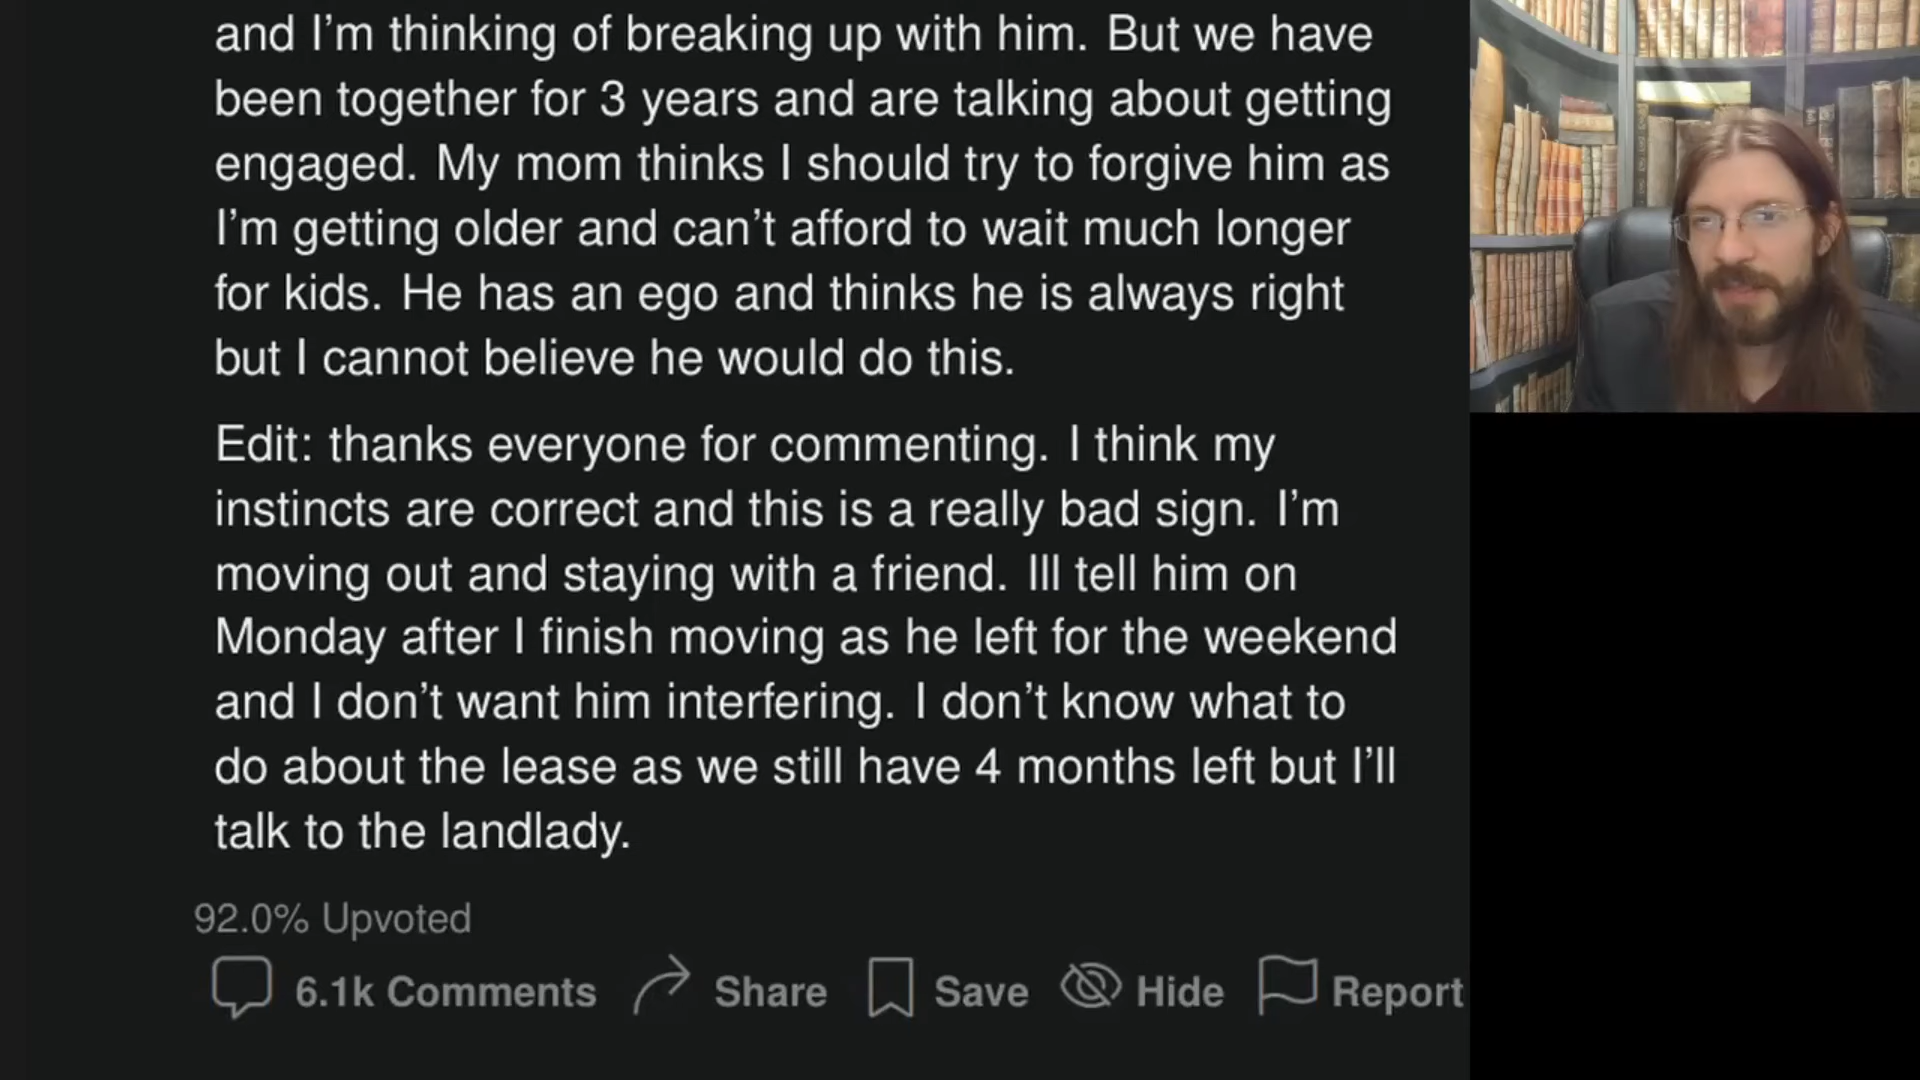 and I'm thinking of breaking up with him. But we have
been together for 3 years and are talking about getting
engaged. My mom thinks I should try to forgive him as
I'm getting older and can't afford to wait much longer
for kids. He has an ego and thinks he is always right
but I cannot believe he would do this.
Edit: thanks everyone for commenting. I think my
instincts are correct and this is a really bad sign. I'm
moving out and staying with a friend. Ill tell him on
Monday after I finish moving as he left for the weekend
and I don't want him interfering. I don't know what to
do about the lease as we still have 4 months left but I'll
talk to the landlady.
92.0% Upvoted
6.1k Comments Share Save Hide Report